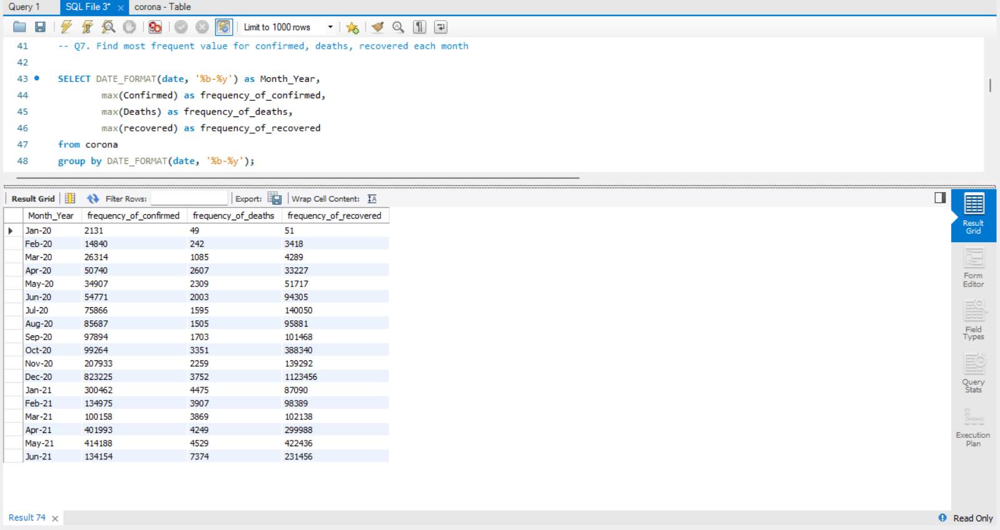 Query 1 SQL File 3* corona - Table
Limit to 1000 rows
41 -- Q7. Find most frequent value for confirmed, deaths, recovered each month
42
43 SELECT DATE_FORMAT(date, '%b-%y') as Month_Year,
44 max(Confirmed) as frequency_of_confirmed,
45 max(Deaths) as frequency_of_deaths,
46 max(recovered) as frequency_of_recovered
47 from corona
48 group by DATE_FORMAT(date, '%b-%y');
Result Grid Filter Rows: Export: Wrap Cell Content:
Month_Year frequency_of_confirmed frequency_of_deaths frequency_of_recovered
Jan-20 2131 49 51
Feb-20 14840 242 3418
Mar-20 26314 1085 4289
Apr-20 50740 2607 33227
May-20 34907 2309 51717
Jun-20 54771 2003 94305
Jul-20 75866 1595 140050
Aug-20 85687 1505 95881
Sep-20 97894 1703 101468
Oct-20 99264 3351 388340
Nov-20 207933 2259 139292
Dec-20 823225 3752 1123456
Jan-21 300462 4475 87090
Feb-21 134975 3907 98389
Mar-21 100158 3869 102138
Apr-21 401993 4249 299988
May-21 414188 4529 422436
Jun-21 134154 7374 231456
Result
Grid
Form
Editor
Field
Types
Query
Stats
Execution
Plan
Result 74 Read Only